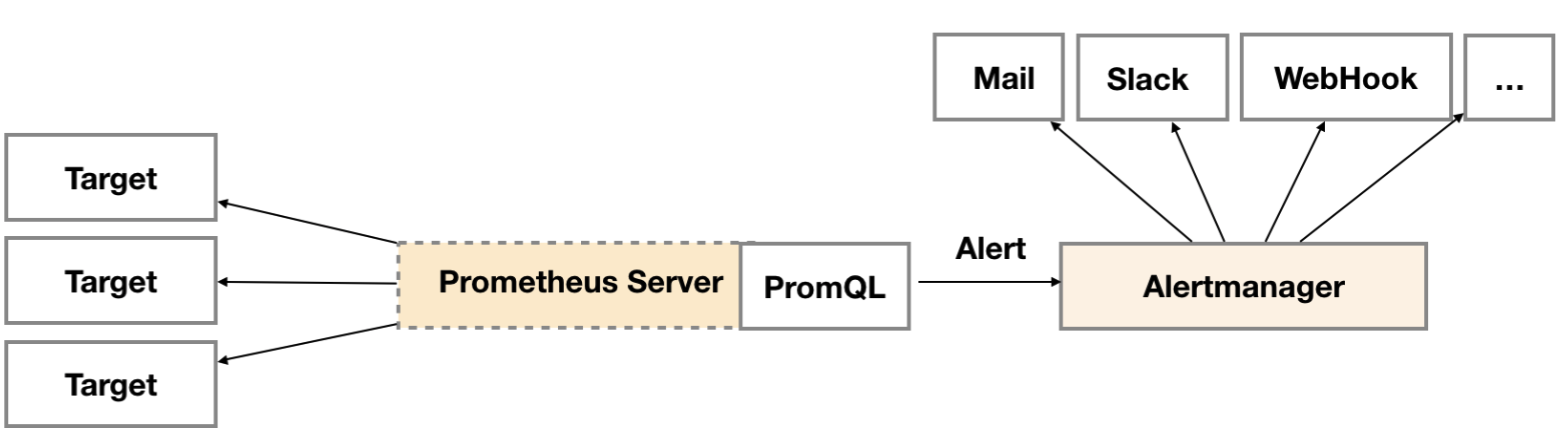 Mail
Slack
WebHook
...
Target
Target
Target
Prometheus Server
PromQL
Alert
Alertmanager